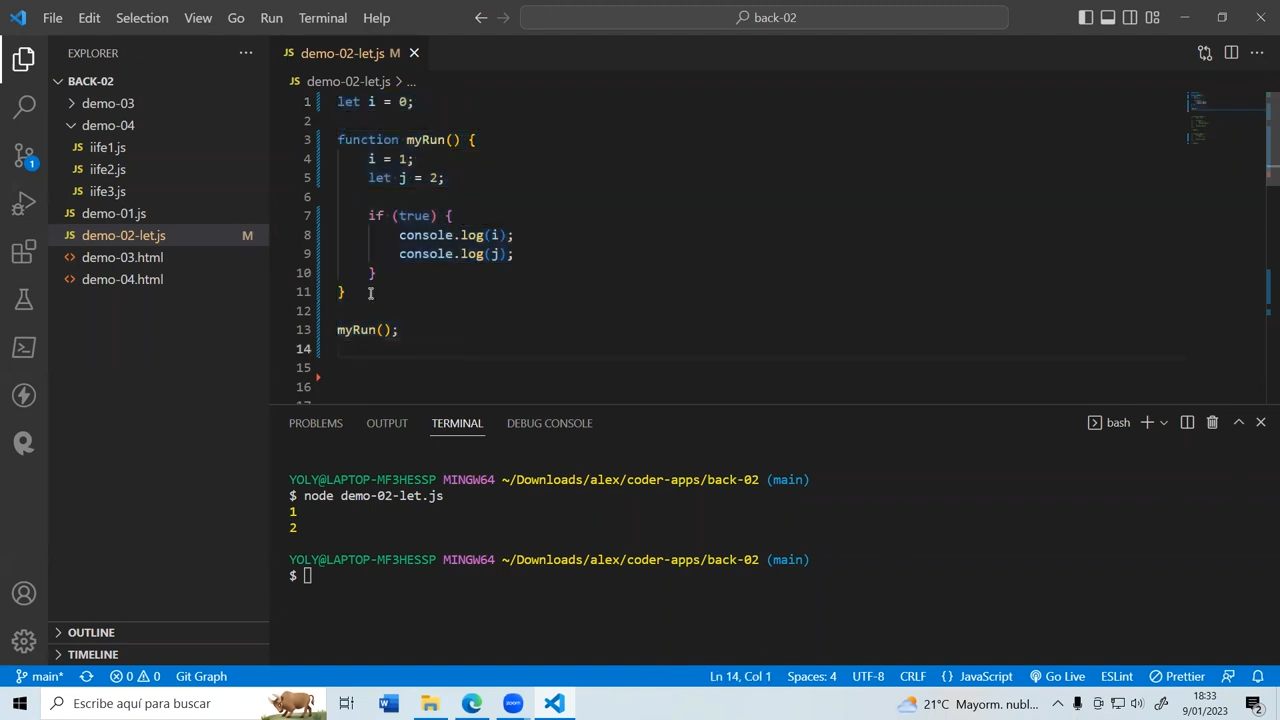 File Edit Selection View Go Run Terminal Help
back-02
EXPLORER
BACK-02
demo-03
demo-04
JS iife1.js
JS iife2.js
JS iife3.js
JS demo-01.js
JS demo-02-let.js M
<> demo-03.html
<> demo-04.html
OUTLINE
TIMELINE
JS demo-02-let.js M
JS demo-02-let.js > ...
1 let i = 0;
2
3 function myRun() {
4 i = 1;
5 let j = 2;
6
7 if (true) {
8 console.log(i);
9 console.log(j);
10 }
11 }
12
13 myRun();
14
15
16
PROBLEMS OUTPUT TERMINAL DEBUG CONSOLE
bash
YOLY@LAPTOP-MF3HESSP MINGW64 ~/Downloads/alex/coder-apps/back-02 (main)
$ node demo-02-let.js
1
2
YOLY@LAPTOP-MF3HESSP MINGW64 ~/Downloads/alex/coder-apps/back-02 (main)
$
main* 0 0 Git Graph Ln 14, Col 1 Spaces: 4 UTF-8 CRLF {} JavaScript Go Live ESLint Prettier
Escribe aquí para buscar
21°C Mayorm. nubl...
18:33
9/01/2023
2
1